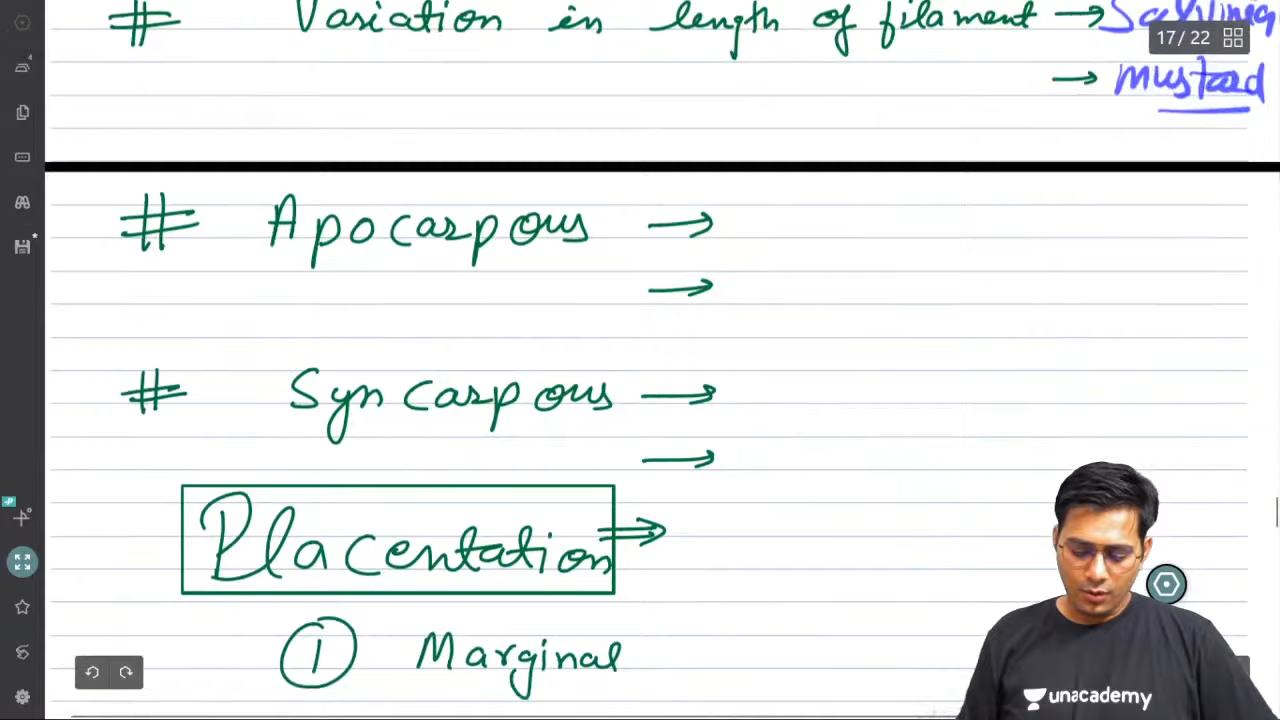 # Variation in length of filament →
17/ 22
→ mustard
# Apocarpous →
→
# Syncarpous →
→
Placentation ⇒
① Marginal
unacademy